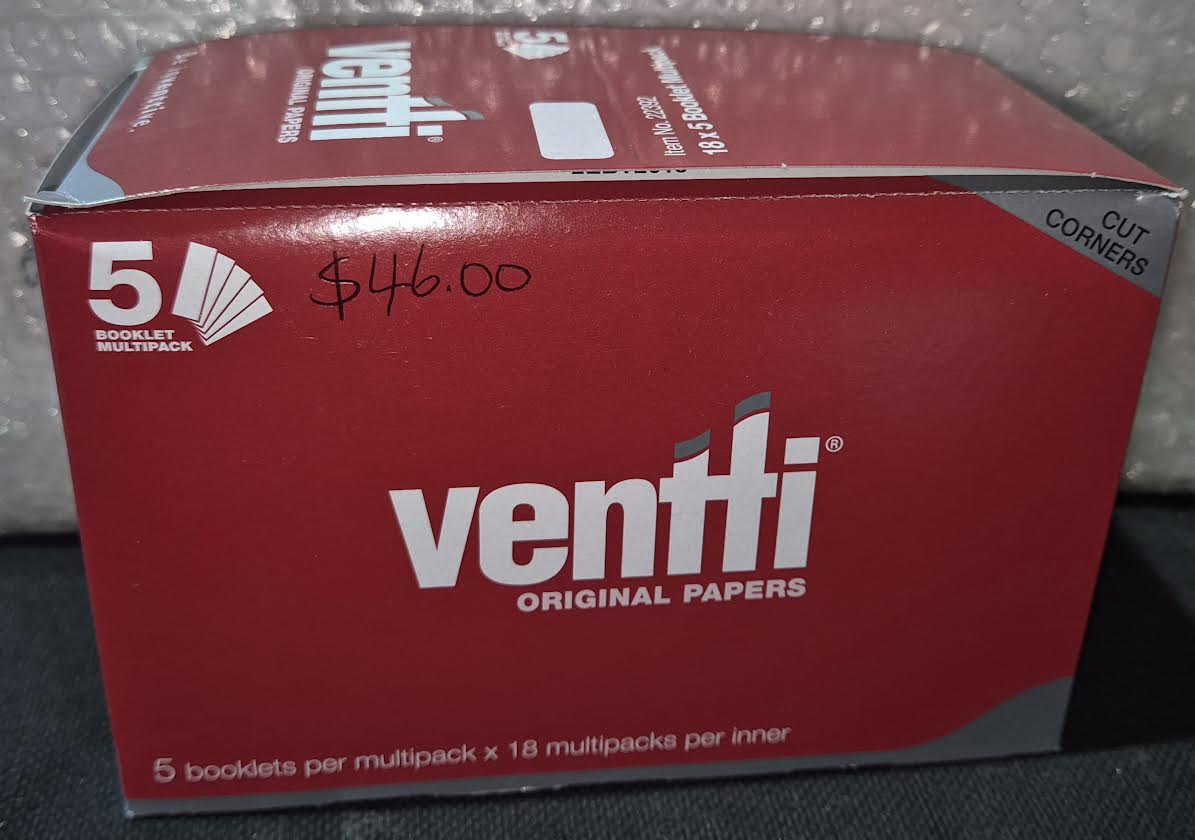 ventti
®
ORIGINAL PAPERS
5
Item No. 22392
18 x 5 Booklet Multipack
CUT
CORNERS
5
BOOKLET
MULTIPACK
$46.00
ventti
®
ORIGINAL PAPERS
5 booklets per multipack x 18 multipacks per inner